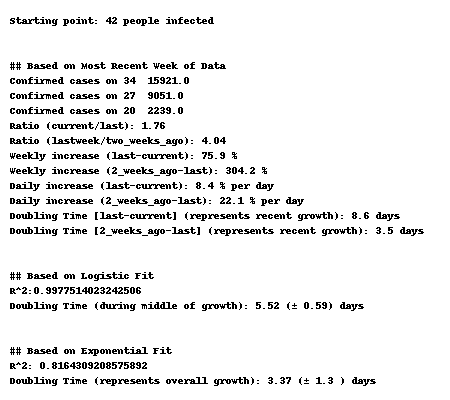 Starting point: 42 people infected
## Based on Most Recent Week of Data
Confirmed cases on 34  15921.0
Confirmed cases on 27  9051.0
Confirmed cases on 20  2239.0
Ratio (current/last): 1.76
Ratio (lastweek/two_weeks_ago): 4.04
Weekly increase (last-current): 75.9 %
Weekly increase (2_weeks_ago-last): 304.2 %
Daily increase (last-current): 8.4 % per day
Daily increase (2_weeks_ago-last): 22.1 % per day
Doubling Time [last-current] (represents recent growth): 8.6 days
Doubling Time [2_weeks_ago-last] (represents recent growth): 3.5 days
## Based on Logistic Fit
R^2:0.9977514023242506
Doubling Time (during middle of growth): 5.52 (± 0.59) days
## Based on Exponential Fit
R^2: 0.8164309208575892
Doubling Time (represents overall growth): 3.37 (± 1.3 ) days